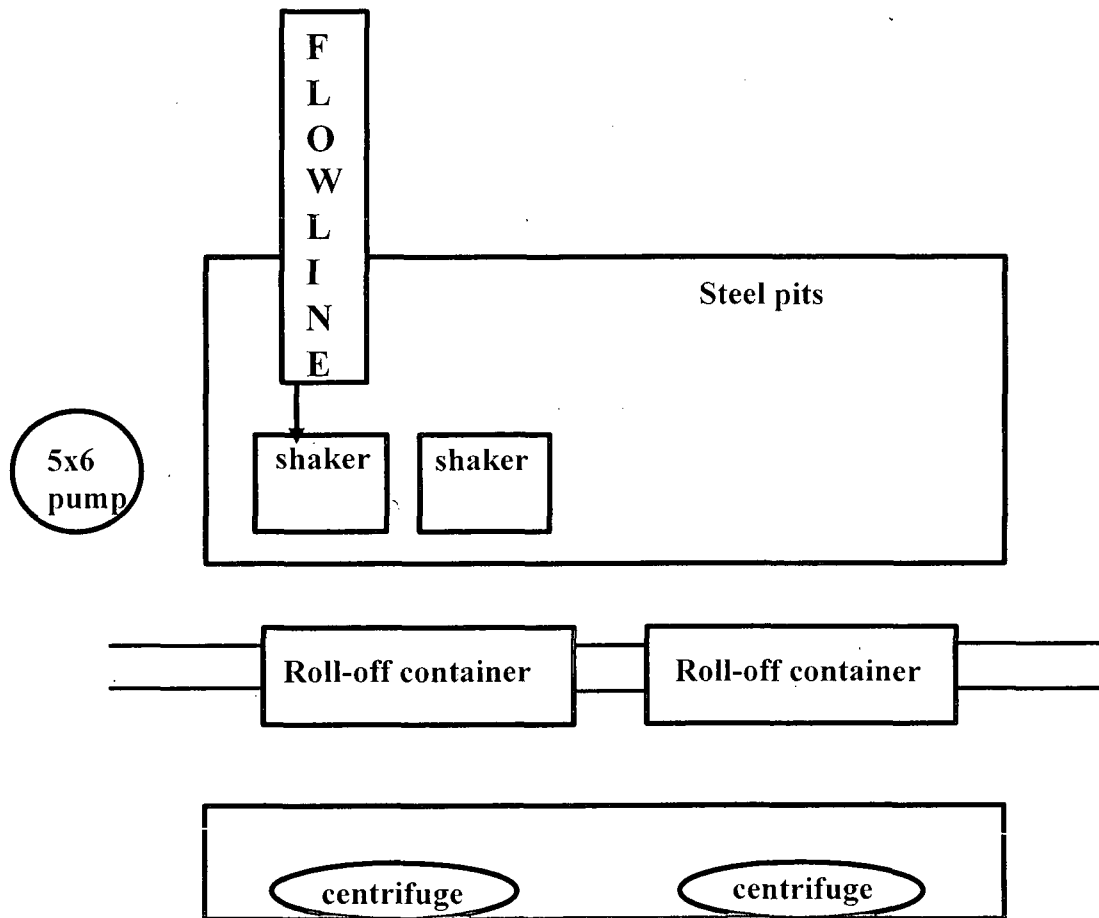 F
L
O
W
L
I
N
E
Steel pits
5x6
pump
shaker
shaker
Roll-off container
Roll-off container
centrifuge
centrifuge